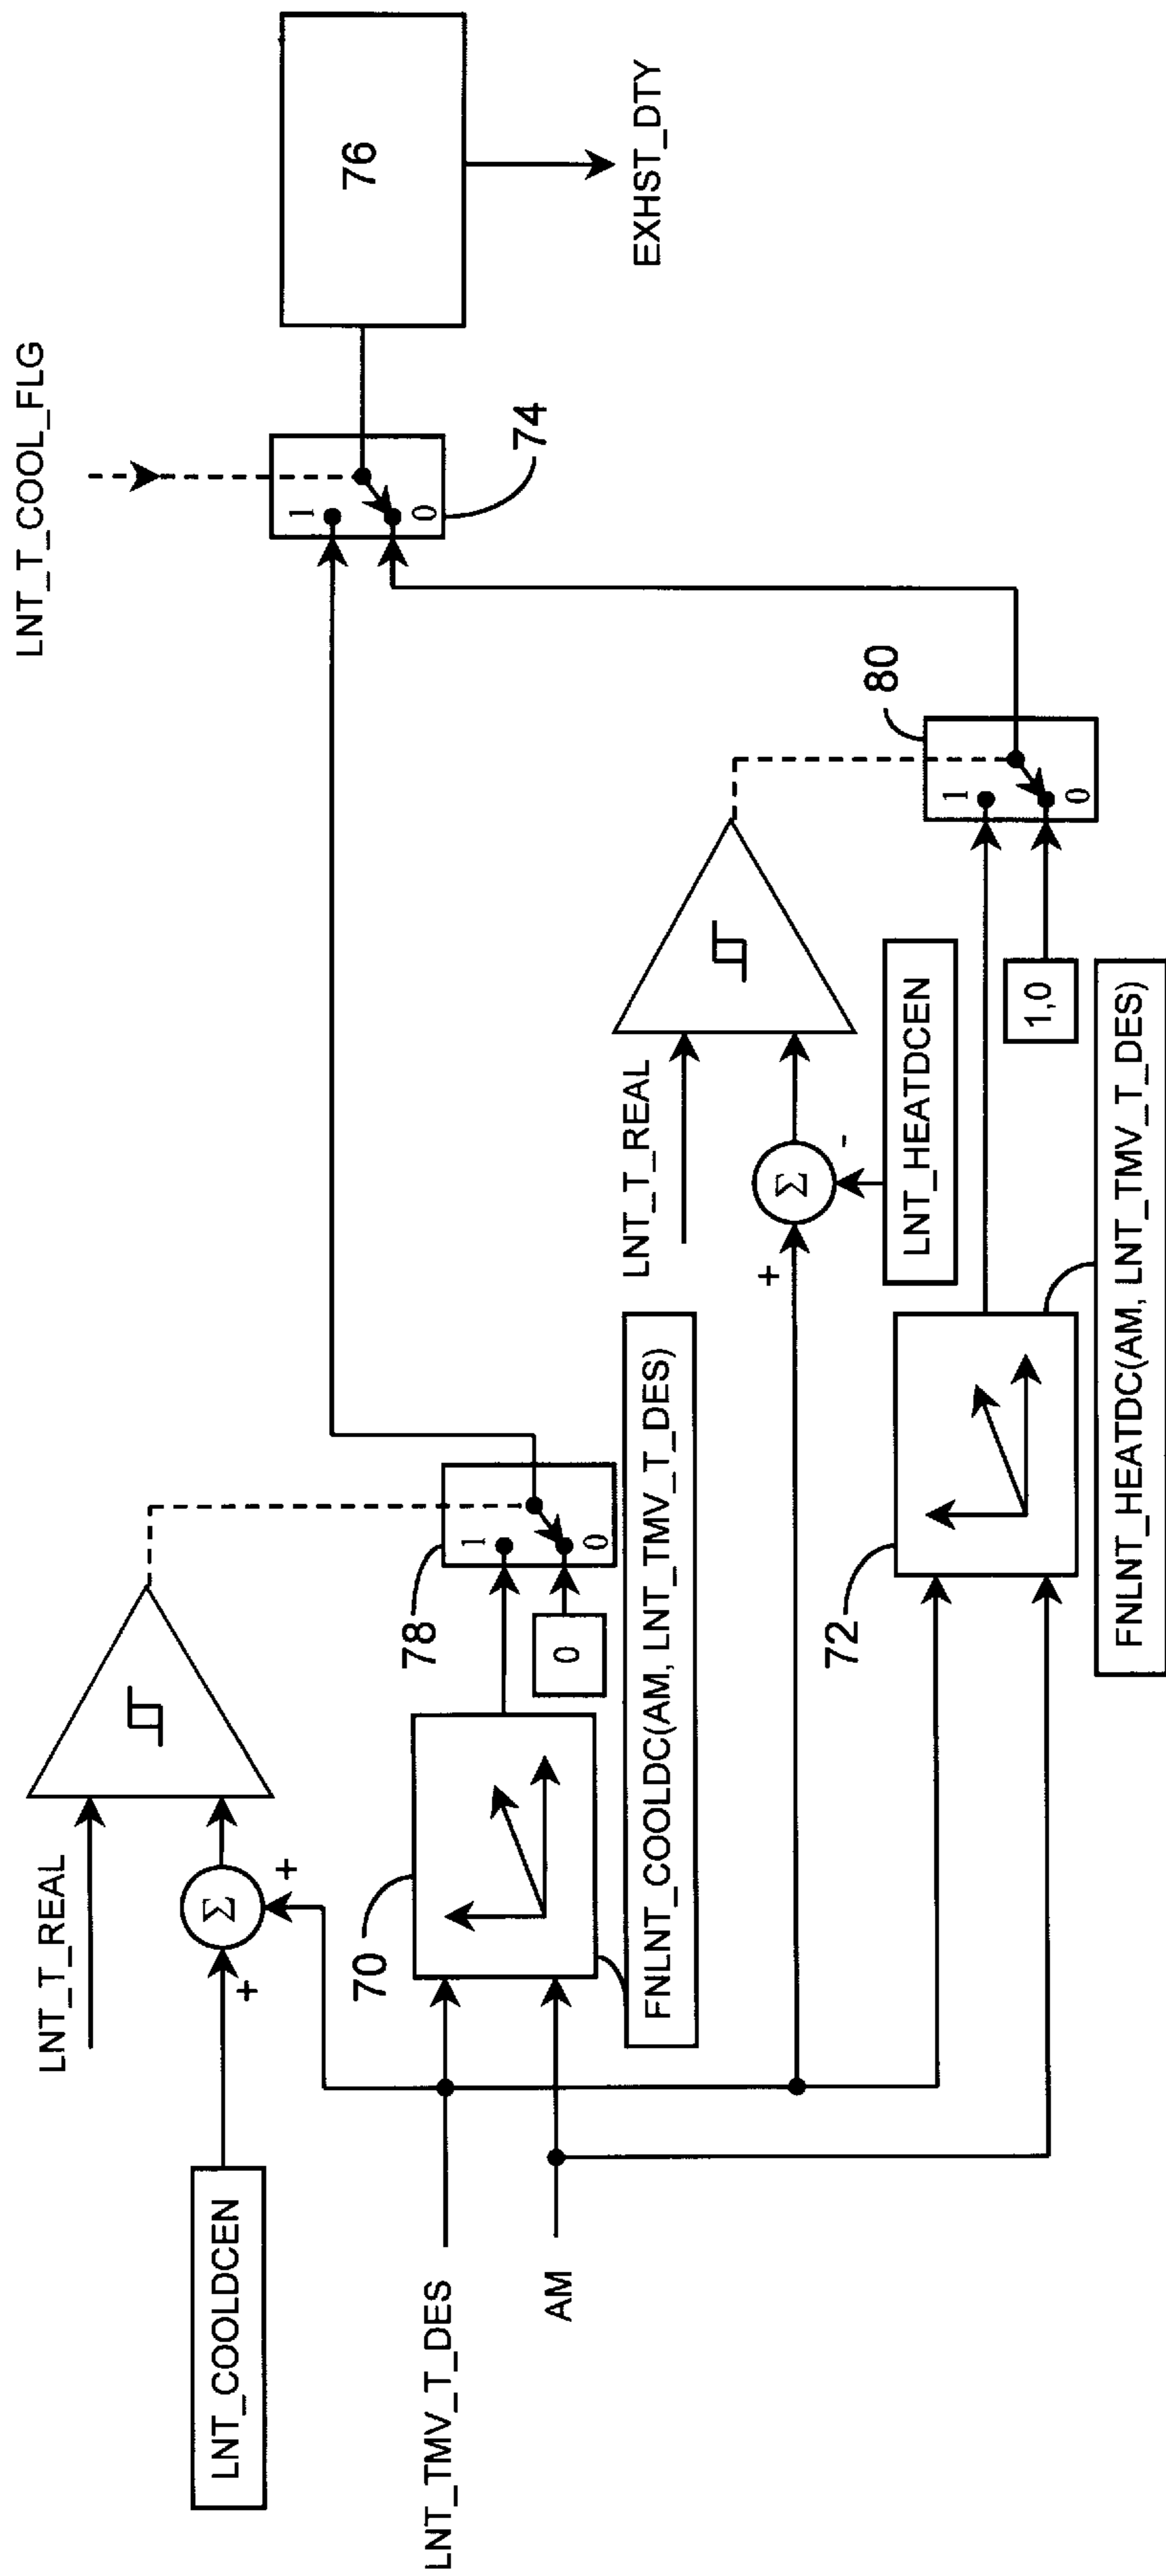 LNT_COOLDCEN
+
+
Σ
LNT_T_REAL
LNT_TMV_T_DES
AM
70
FNLNT_COOLDC(AM, LNT_TMV_T_DES)
78
1
0
0
LNT_T_COOL_FLG
1
0
74
76
EXHST_DTY
LNT_T_REAL
+
Σ
-
LNT_HEATDCEN
72
FNLNT_HEATDC(AM, LNT_TMV_T_DES)
1,0
80
1
0